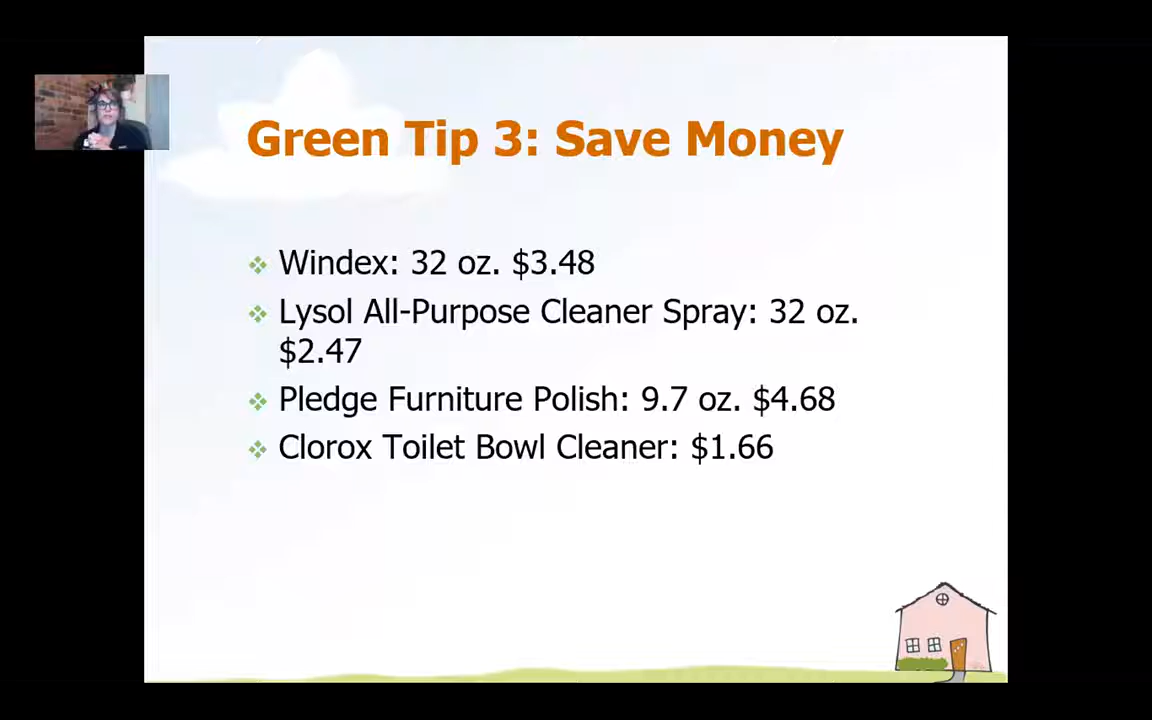 Green Tip 3: Save Money
Windex: 32 oz. $3.48
Lysol All-Purpose Cleaner Spray: 32 oz.
$2.47
Pledge Furniture Polish: 9.7 oz. $4.68
Clorox Toilet Bowl Cleaner: $1.66